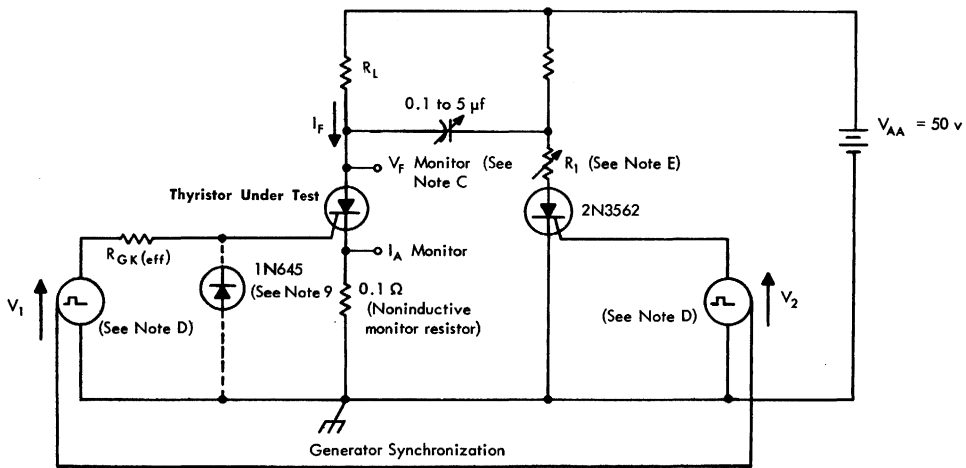 R_L
0.1 to 5 μf
I_F
V_AA = 50 v
V_F Monitor (See
Note C
R_1 (See Note E)
Thyristor Under Test
2N3562
R_GK(eff)
I_A Monitor
1N645
(See Note 9
0.1 Ω
(Noninductive
monitor resistor)
V_1
(See Note D)
(See Note D)
V_2
Generator Synchronization